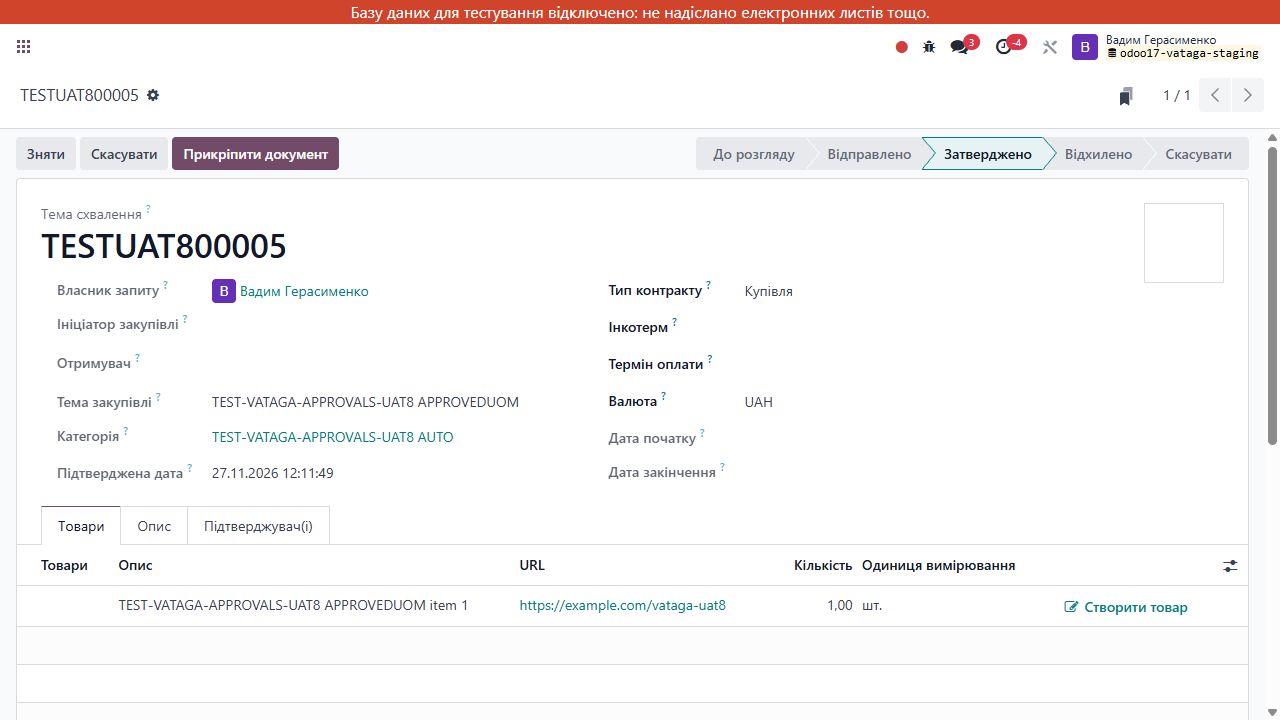 Базу даних для тестування відключено: не надіслано електронних листів тощо.
3
-4
В
Вадим Герасименко
odoo17-vataga-staging
TESTUAT800005
1 / 1
Зняти
Скасувати
Прикріпити документ
До розгляду
Відправлено
Затверджено
Відхилено
Скасувати
Тема схвалення ?
TESTUAT800005
Власник запиту ? В Вадим Герасименко
Ініціатор закупівлі ?
Отримувач ?
Тема закупівлі ? TEST-VATAGA-APPROVALS-UAT8 APPROVEDUOM
Категорія ? TEST-VATAGA-APPROVALS-UAT8 AUTO
Підтверджена дата ? 27.11.2026 12:11:49
Тип контракту ? Купівля
Інкотерм ?
Термін оплати ?
Валюта ? UAH
Дата початку ?
Дата закінчення ?
Товари Опис Підтверджувач(і)
Товари Опис URL Кількість Одиниця вимірювання
TEST-VATAGA-APPROVALS-UAT8 APPROVEDUOM item 1 https://example.com/vataga-uat8 1,00 шт. Створити товар